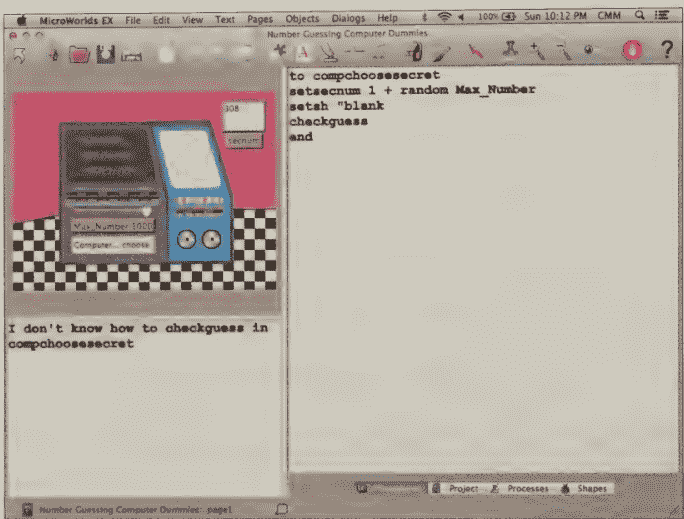 MicroWorlds EX File Edit View Text Pages Objects Dialogs Help 100% Sun 10:12 PM CMM
Number Guessing Computer Dummies
A ?
308
secnum
Max_Number 1000
Computer... choose
to compchoosesecret
setsecnum 1 + random Max_Number
setsh "blank
checkguess
end
I don't know how to checkguess in
compchoosesecret
Project Processes Shapes
Number Guessing Computer Dummies: page1